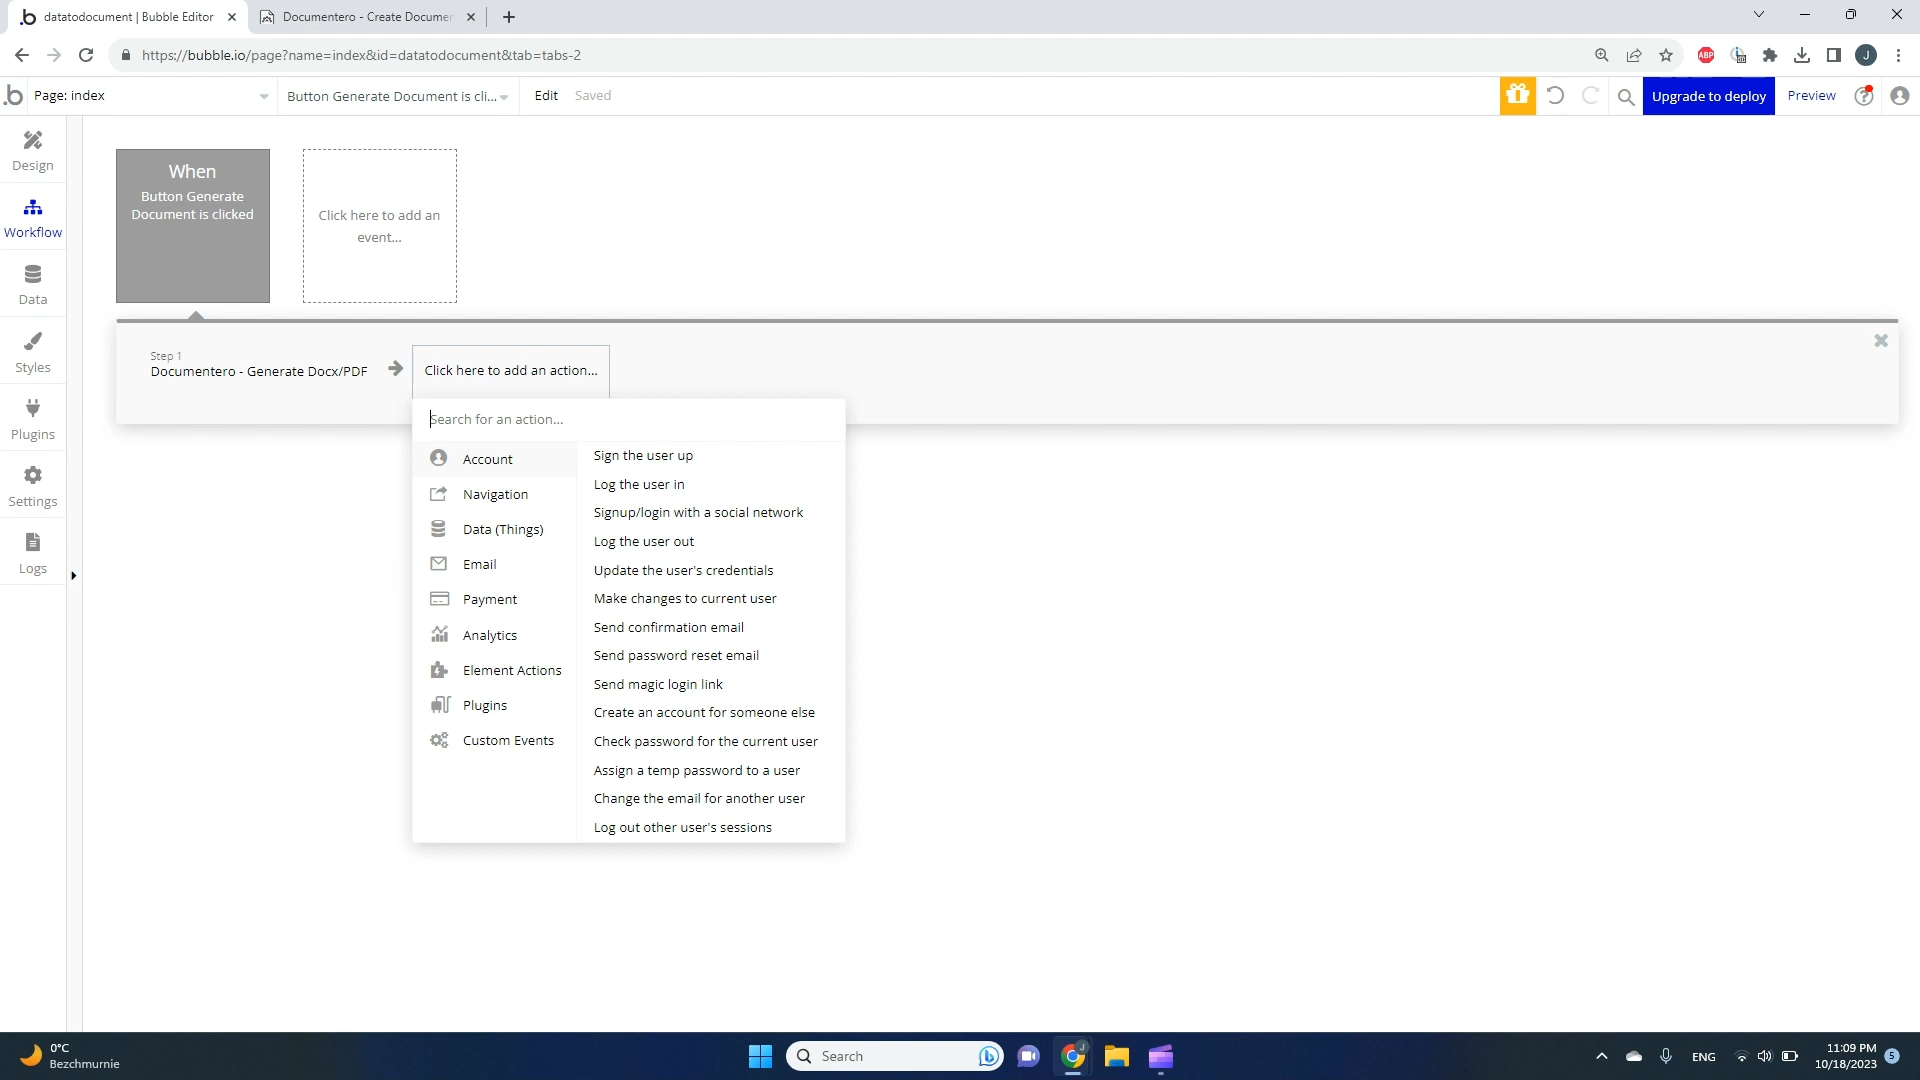 datatodocument | Bubble Editor
Documentero - Create Documen
https://bubble.io/page?name=index&id=datatodocument&tab=tabs-2
ABP
J
b
Page: index
Button Generate Document is cli...
Edit
Saved
Upgrade to deploy
Preview
Design
Workflow
Data
Styles
Plugins
Settings
Logs
When
Button Generate
Document is clicked
Click here to add an
event...
Step 1
Documentero - Generate Docx/PDF
Click here to add an action...
Search for an action...
Account
Navigation
Data (Things)
Email
Payment
Analytics
Element Actions
Plugins
Custom Events
Sign the user up
Log the user in
Signup/login with a social network
Log the user out
Update the user's credentials
Make changes to current user
Send confirmation email
Send password reset email
Send magic login link
Create an account for someone else
Check password for the current user
Assign a temp password to a user
Change the email for another user
Log out other user's sessions
0°C
Bezchmurnie
Search
J
ENG
11:09 PM
10/18/2023
5